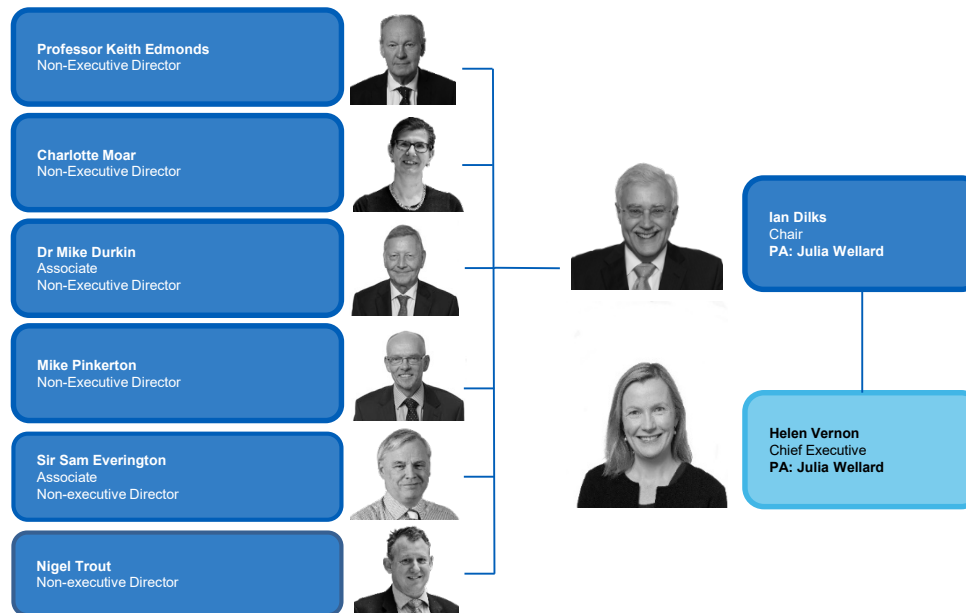 Professor Keith Edmonds
Non-Executive Director
Charlotte Moar
Non-Executive Director
Dr Mike Durkin
Associate
Non-Executive Director
Mike Pinkerton
Non-Executive Director
Sir Sam Everington
Associate
Non-executive Director
Nigel Trout
Non-executive Director
Ian Dilks
Chair
PA: Julia Wellard
Helen Vernon
Chief Executive
PA: Julia Wellard